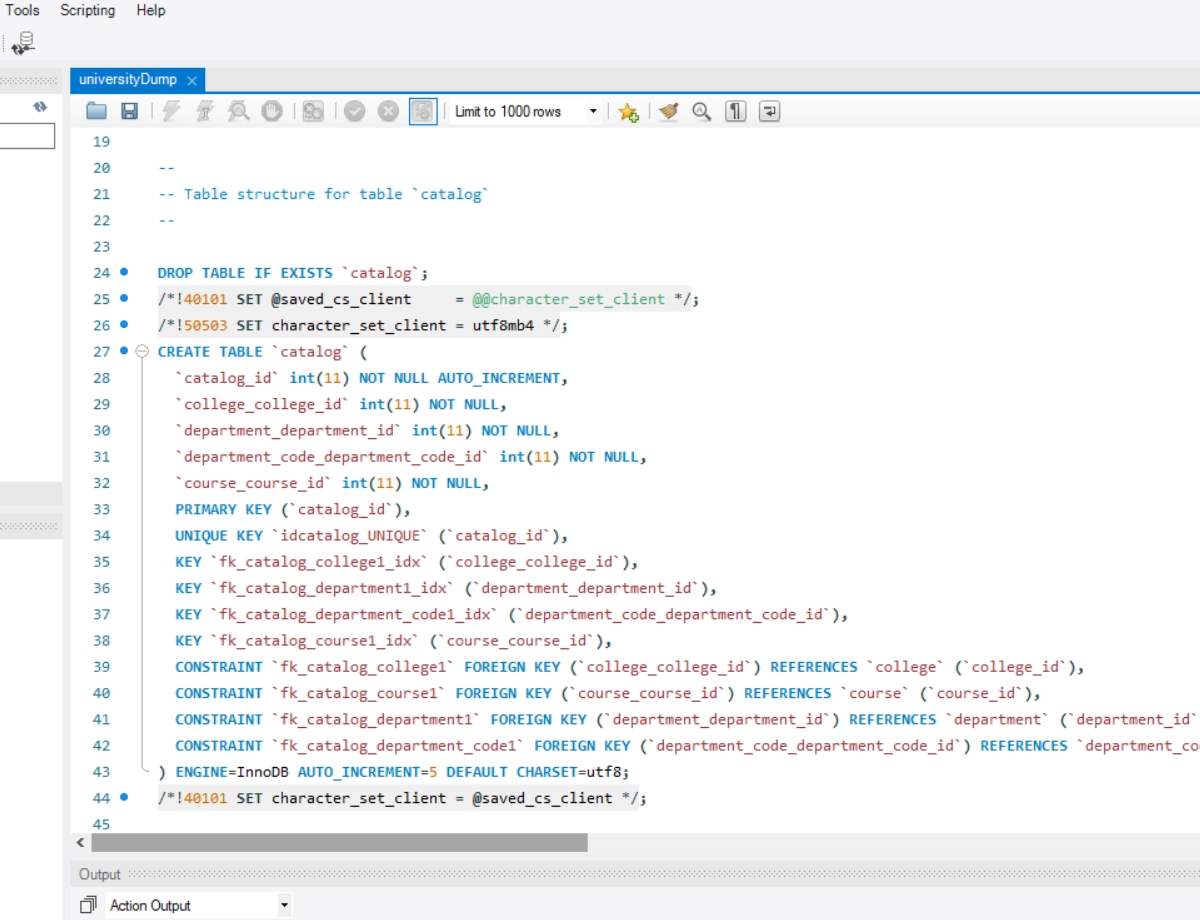 Tools Scripting Help
universityDump
Limit to 1000 rows
19
20 --
21 -- Table structure for table `catalog`
22 --
23
24 DROP TABLE IF EXISTS `catalog`;
25 /*!40101 SET @saved_cs_client     = @@character_set_client */;
26 /*!50503 SET character_set_client = utf8mb4 */;
27 CREATE TABLE `catalog` (
28 `catalog_id` int(11) NOT NULL AUTO_INCREMENT,
29 `college_college_id` int(11) NOT NULL,
30 `department_department_id` int(11) NOT NULL,
31 `department_code_department_code_id` int(11) NOT NULL,
32 `course_course_id` int(11) NOT NULL,
33 PRIMARY KEY (`catalog_id`),
34 UNIQUE KEY `idcatalog_UNIQUE` (`catalog_id`),
35 KEY `fk_catalog_college1_idx` (`college_college_id`),
36 KEY `fk_catalog_department1_idx` (`department_department_id`),
37 KEY `fk_catalog_department_code1_idx` (`department_code_department_code_id`),
38 KEY `fk_catalog_course1_idx` (`course_course_id`),
39 CONSTRAINT `fk_catalog_college1` FOREIGN KEY (`college_college_id`) REFERENCES `college` (`college_id`),
40 CONSTRAINT `fk_catalog_course1` FOREIGN KEY (`course_course_id`) REFERENCES `course` (`course_id`),
41 CONSTRAINT `fk_catalog_department1` FOREIGN KEY (`department_department_id`) REFERENCES `department` (`department_id`
42 CONSTRAINT `fk_catalog_department_code1` FOREIGN KEY (`department_code_department_code_id`) REFERENCES `department_co
43 ) ENGINE=InnoDB AUTO_INCREMENT=5 DEFAULT CHARSET=utf8;
44 /*!40101 SET character_set_client = @saved_cs_client */;
45
Output
Action Output